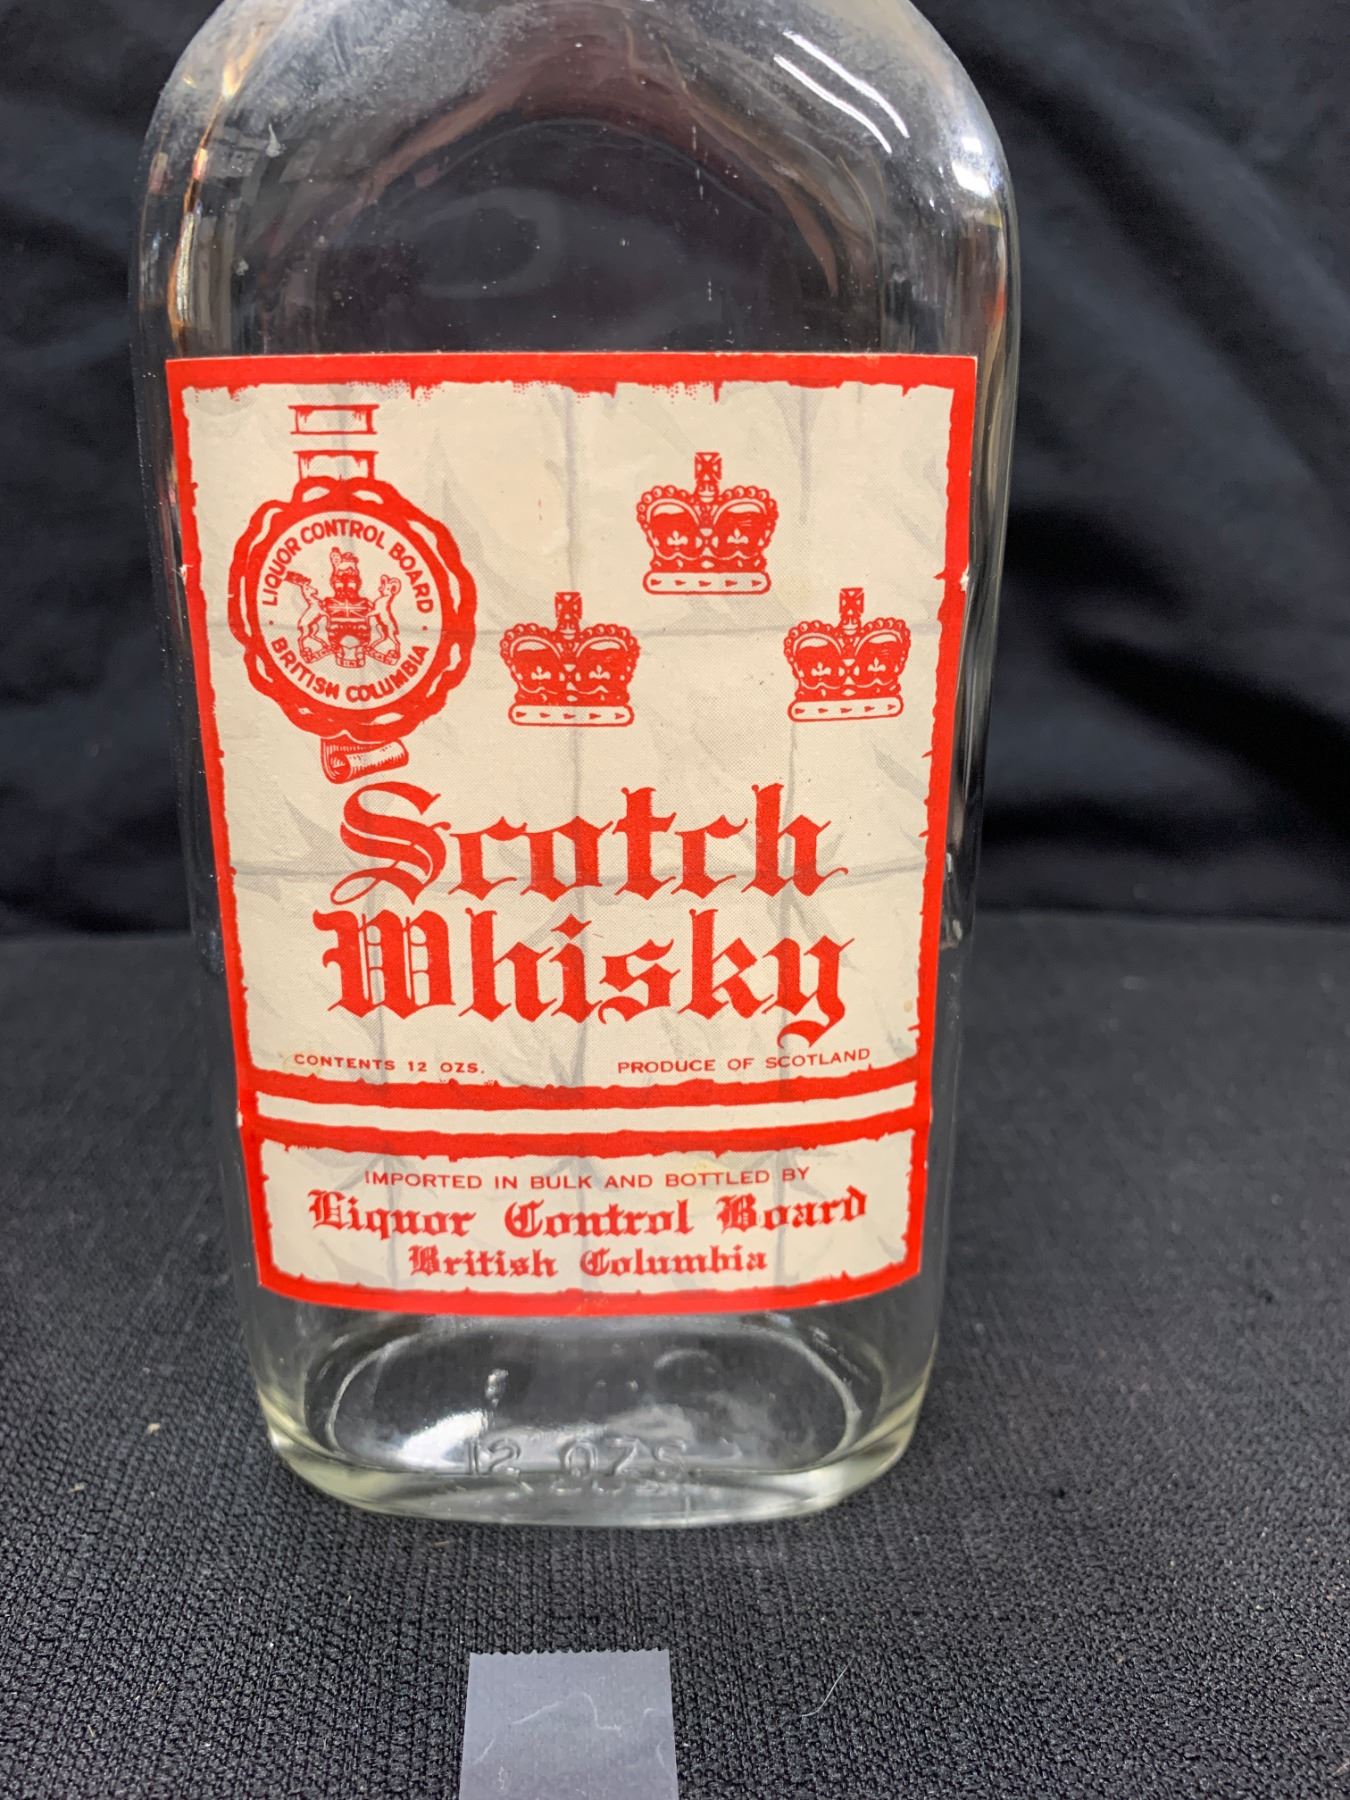 · LIQUOR CONTROL BOARD ·
BRITISH COLUMBIA
Scotch
Whisky
CONTENTS 12 OZS. PRODUCE OF SCOTLAND
IMPORTED IN BULK AND BOTTLED BY
Liquor Control Board
British Columbia
12 OZS.